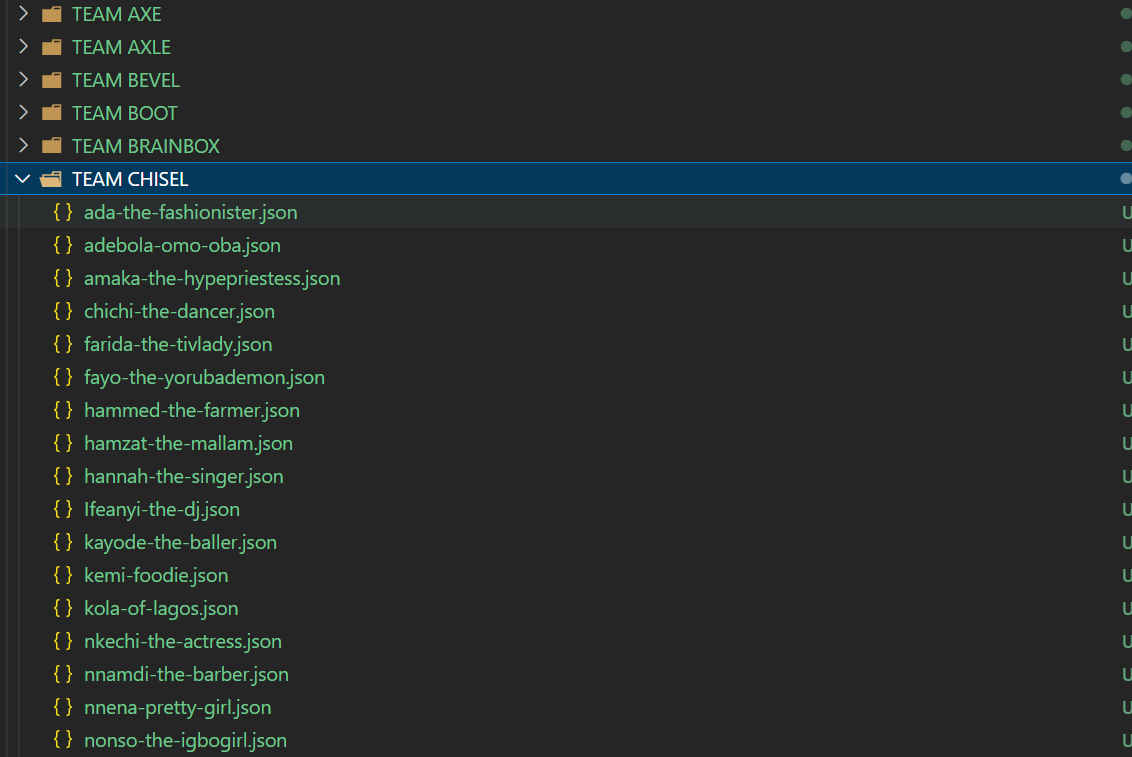 TEAM AXE
TEAM AXLE
TEAM BEVEL
TEAM BOOT
TEAM BRAINBOX
TEAM CHISEL
{ } ada-the-fashionister.json U
{ } adebola-omo-oba.json U
{ } amaka-the-hypepriestess.json U
{ } chichi-the-dancer.json U
{ } farida-the-tivlady.json U
{ } fayo-the-yorubademon.json U
{ } hammed-the-farmer.json U
{ } hamzat-the-mallam.json U
{ } hannah-the-singer.json U
{ } Ifeanyi-the-dj.json U
{ } kayode-the-baller.json U
{ } kemi-foodie.json U
{ } kola-of-lagos.json U
{ } nkechi-the-actress.json U
{ } nnamdi-the-barber.json U
{ } nnena-pretty-girl.json U
{ } nonso-the-igbogirl.json U